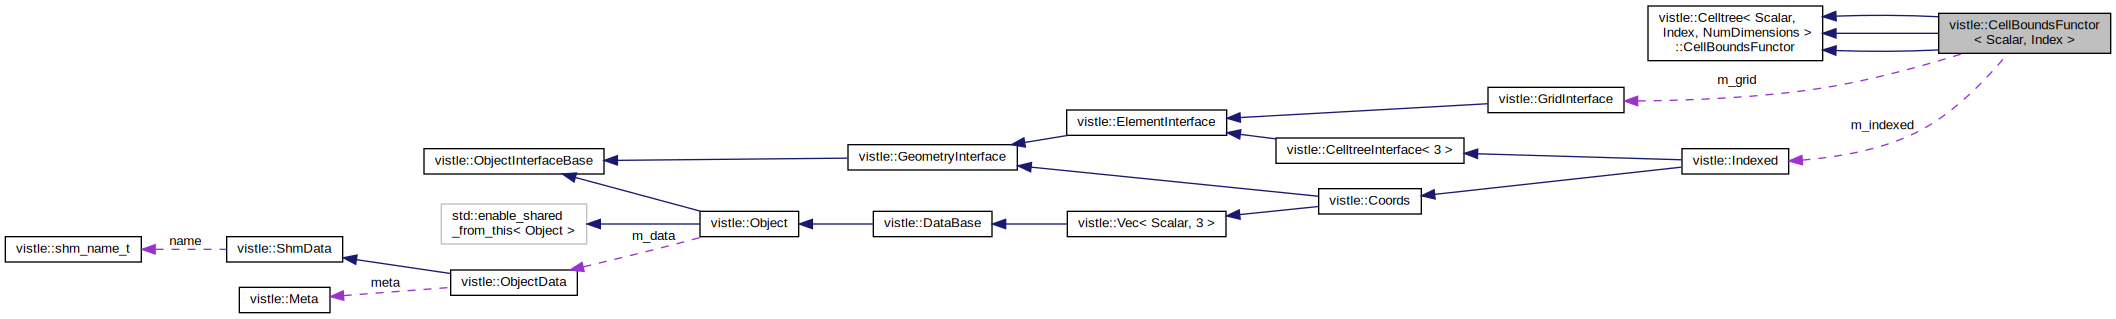 vistle::Celltree< Scalar,
Index, NumDimensions >
::CellBoundsFunctor
vistle::CellBoundsFunctor
< Scalar, Index >
m_grid
vistle::GridInterface
vistle::ElementInterface
m_indexed
vistle::CelltreeInterface< 3 >
vistle::GeometryInterface
vistle::ObjectInterfaceBase
vistle::Indexed
vistle::Coords
std::enable_shared
_from_this< Object >
vistle::Object
vistle::DataBase
vistle::Vec< Scalar, 3 >
m_data
name
vistle::shm_name_t
vistle::ShmData
vistle::ObjectData
meta
vistle::Meta